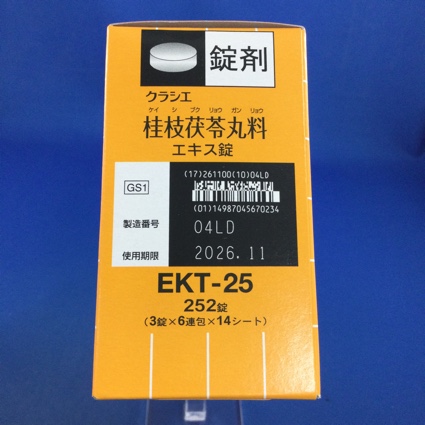 錠剤
クラシエ
ケイ シ ブク リョウ ガン リョウ
桂枝茯苓丸料
エキス錠
(17)261100(10)04LD
GS1
(01)14987045670234
製造番号 04LD
使用期限 2026.11
EKT-25
252錠
(3錠×6連包×14シート)